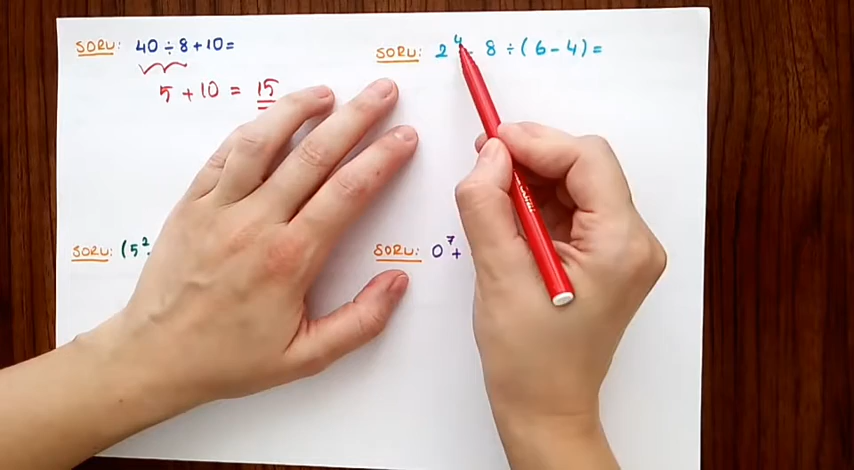 SORU: 40 ÷ 8 + 10 =
5 + 10 = 15
SORU: 2⁴ - 8 ÷ ( 6 - 4 ) =
SORU: (5²
SORU: 0⁷ +